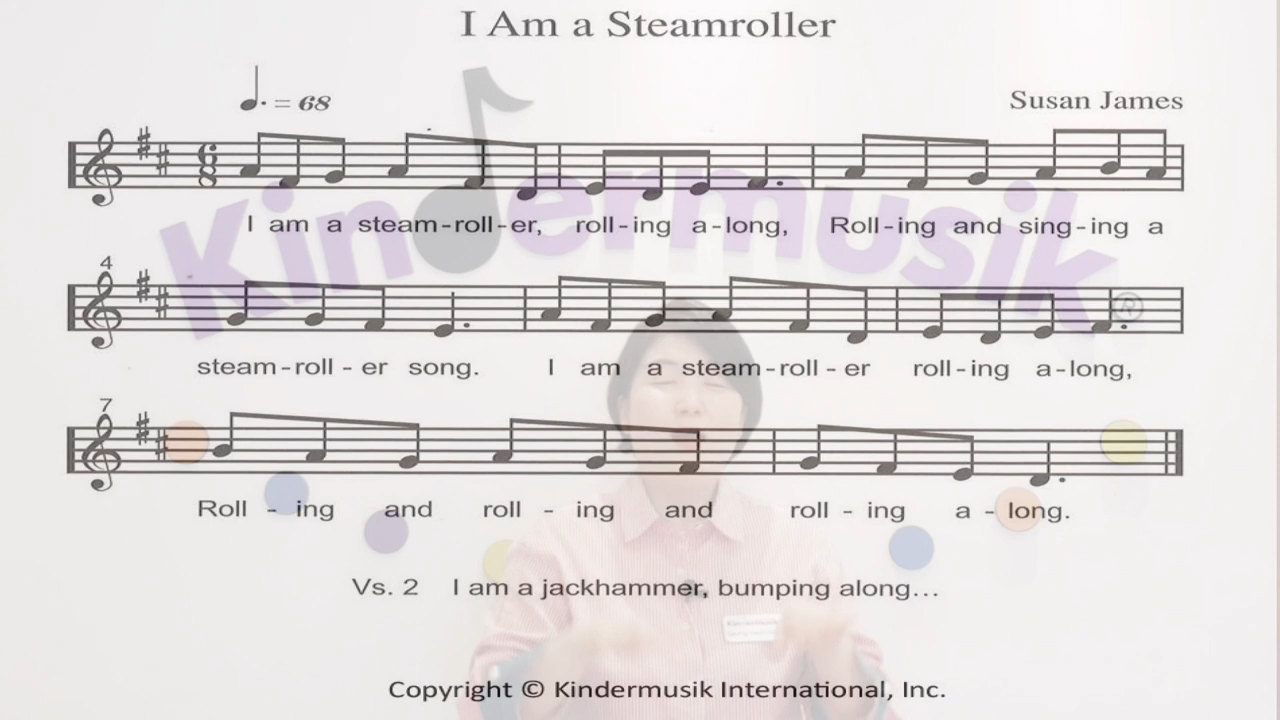 I Am a Steamroller
= 68
Susan James
Kindermusik ®
6
8
I am a steam-roll-er, roll-ing a-long, Roll-ing and sing-ing a
4
steam-roll-er song. I am a steam-roll-er roll-ing a-long,
7
Roll-ing and roll-ing and roll-ing a-long.
Vs. 2 I am a jackhammer, bumping along...
Copyright © Kindermusik International, Inc.